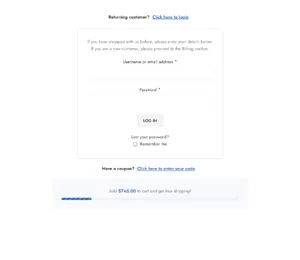 Returning customer? Click here to login
If you have shopped with us before, please enter your details below.
If you are a new customer, please proceed to the Billing section.
Username or email address *
Password *
LOG IN
Lost your password?
Remember me
Have a coupon? Click here to enter your code
Add $745.00 to cart and get free shipping!